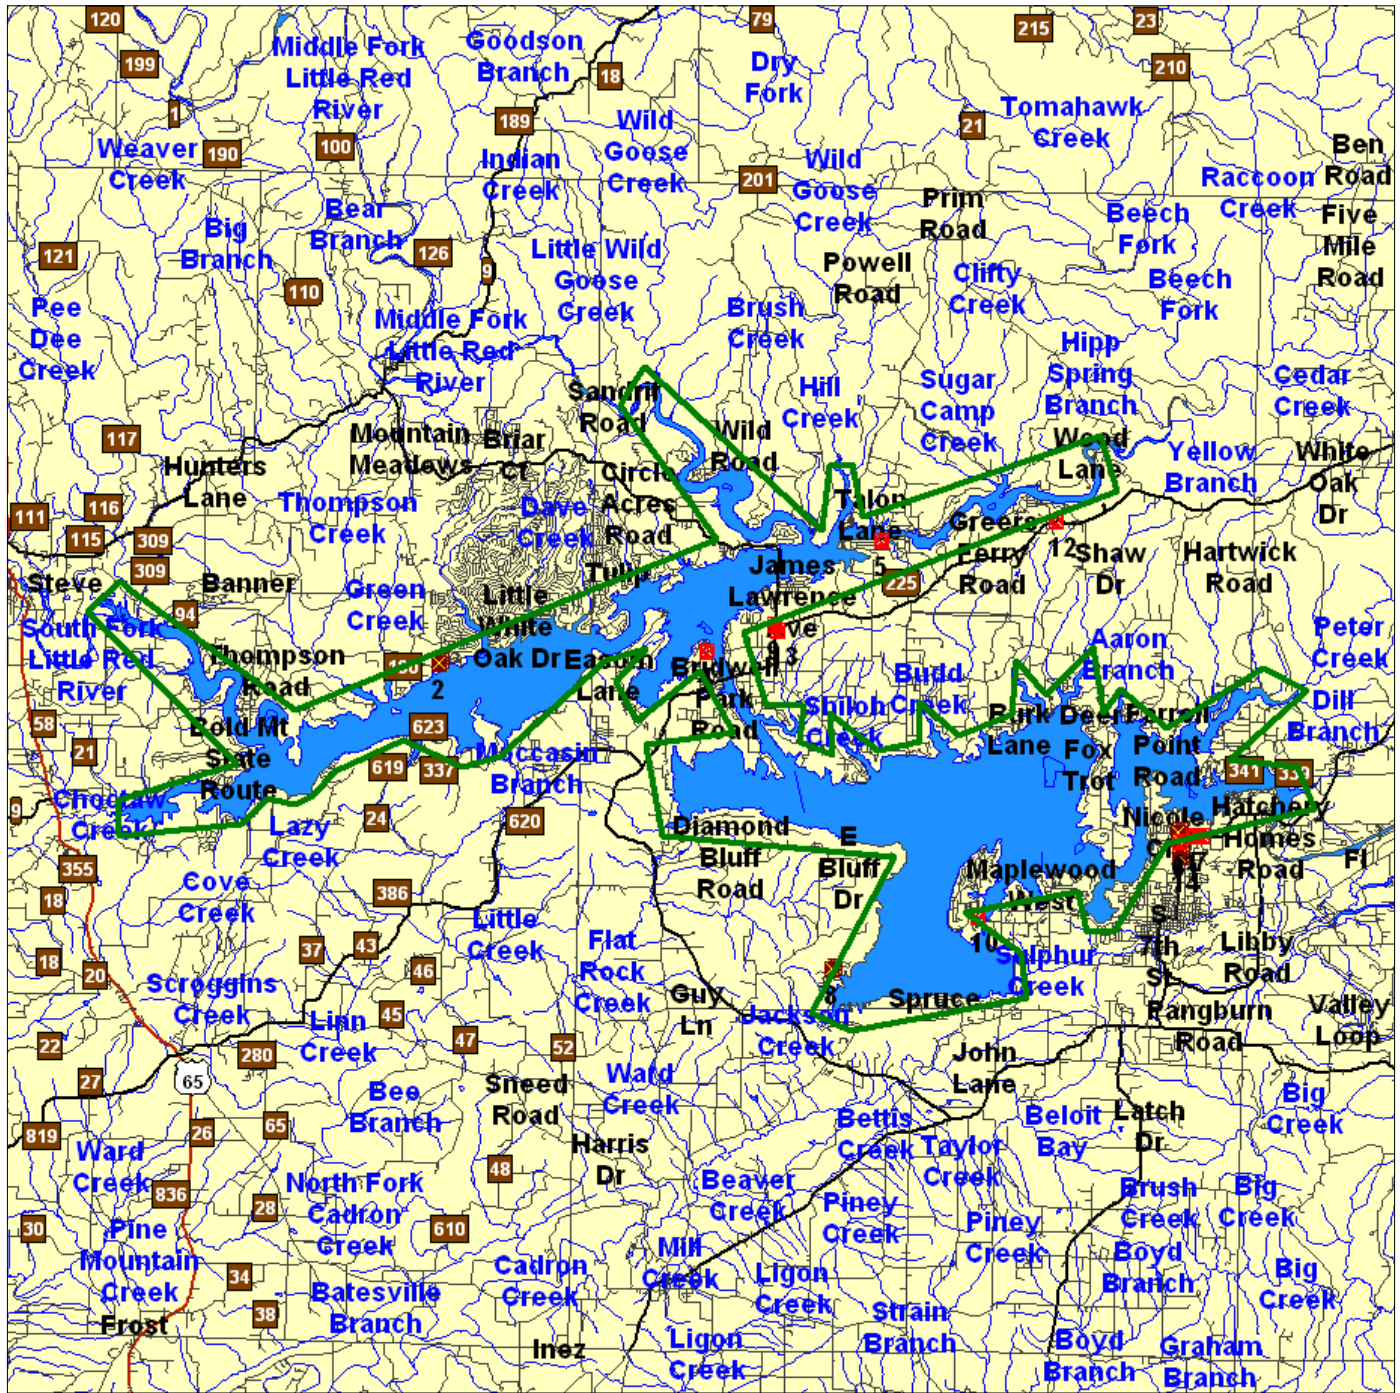 120
199
1
Middle Fork
Little Red
River
Goodson
Branch
18
79
Dry
Fork
215
23
210
189
Wild
Goose
Creek
21
Tomahawk
Creek
Weaver
Creek
190
100
Indian
Creek
201
Wild
Goose
Creek
Prim
Road
Raccoon
Creek
Ben
Road
Five
Mile
Road
Big
Branch
Bear
Branch
126
9
Little Wild
Goose
Creek
Powell
Road
Beech
Fork
Beech
Fork
121
110
Clifty
Creek
Pee
Dee
Creek
Middle Fork
Little Red
River
Brush
Creek
Hipp
Spring
Branch
Cedar
Creek
Sandrif
Road
Hill
Creek
Sugar
Camp
Creek
117
Hunters
Lane
Mountain
Meadows
Briar
Ct
Wild
Road
Wood
Lane
Yellow
Branch
White
Oak
Dr
111
116
115
309
309
Thompson
Creek
Dave
Creek
Circle
Acres
Road
Talon
Lane
5
Greers
Ferry
Road
12
Shaw
Dr
Hartwick
Road
Steve
Banner
94
Green
Creek
Little
White
Oak Dr
Tulip
James
Lawrence
Ave
3
225
South Fork
Little Red
River
Thompson
Road
2
Eason
Lane
Bridwell
Park
Road
Shiloh
Creek
Budd
Creek
Aaron
Branch
Peter
Creek
Dill
Branch
58
21
Bold Mt
State
Route
623
619
337
Moccasin
Branch
Burk
Lane
Deer
Fox
Trot
Farrell
Point
Road
341
339
9
Choctaw
Creek
Lazy
Creek
24
620
Diamond
Bluff
Road
E
Bluff
Dr
Maplewood
West
Nicole
14
Hatchery
Homes
Road
FI
355
18
Cove
Creek
386
Little
Creek
10
S
7th
St
Libby
Road
18
20
37
43
46
Flat
Rock
Creek
8
Spruce
Sulphur
Creek
Scroggins
Creek
Linn
Creek
45
Guy
Ln
Jackson
Creek
Pangburn
Road
Valley
Loop
22
27
280
65
47
52
John
Lane
Bee
Branch
Sneed
Road
Ward
Creek
Bettis
Creek
Beloit
Bay
Latch
Dr
Big
Creek
819
26
65
Ward
Creek
Harris
Dr
Taylor
Creek
836
North Fork
Cadron
Creek
28
48
Beaver
Creek
Piney
Creek
Piney
Creek
Brush
Creek
Big
Creek
30
Pine
Mountain
Creek
610
34
38
Batesville
Branch
Cadron
Creek
Mill
Creek
Ligon
Creek
Boyd
Branch
Big
Creek
Frost
Inez
Ligon
Creek
Strain
Branch
Boyd
Branch
Graham
Branch